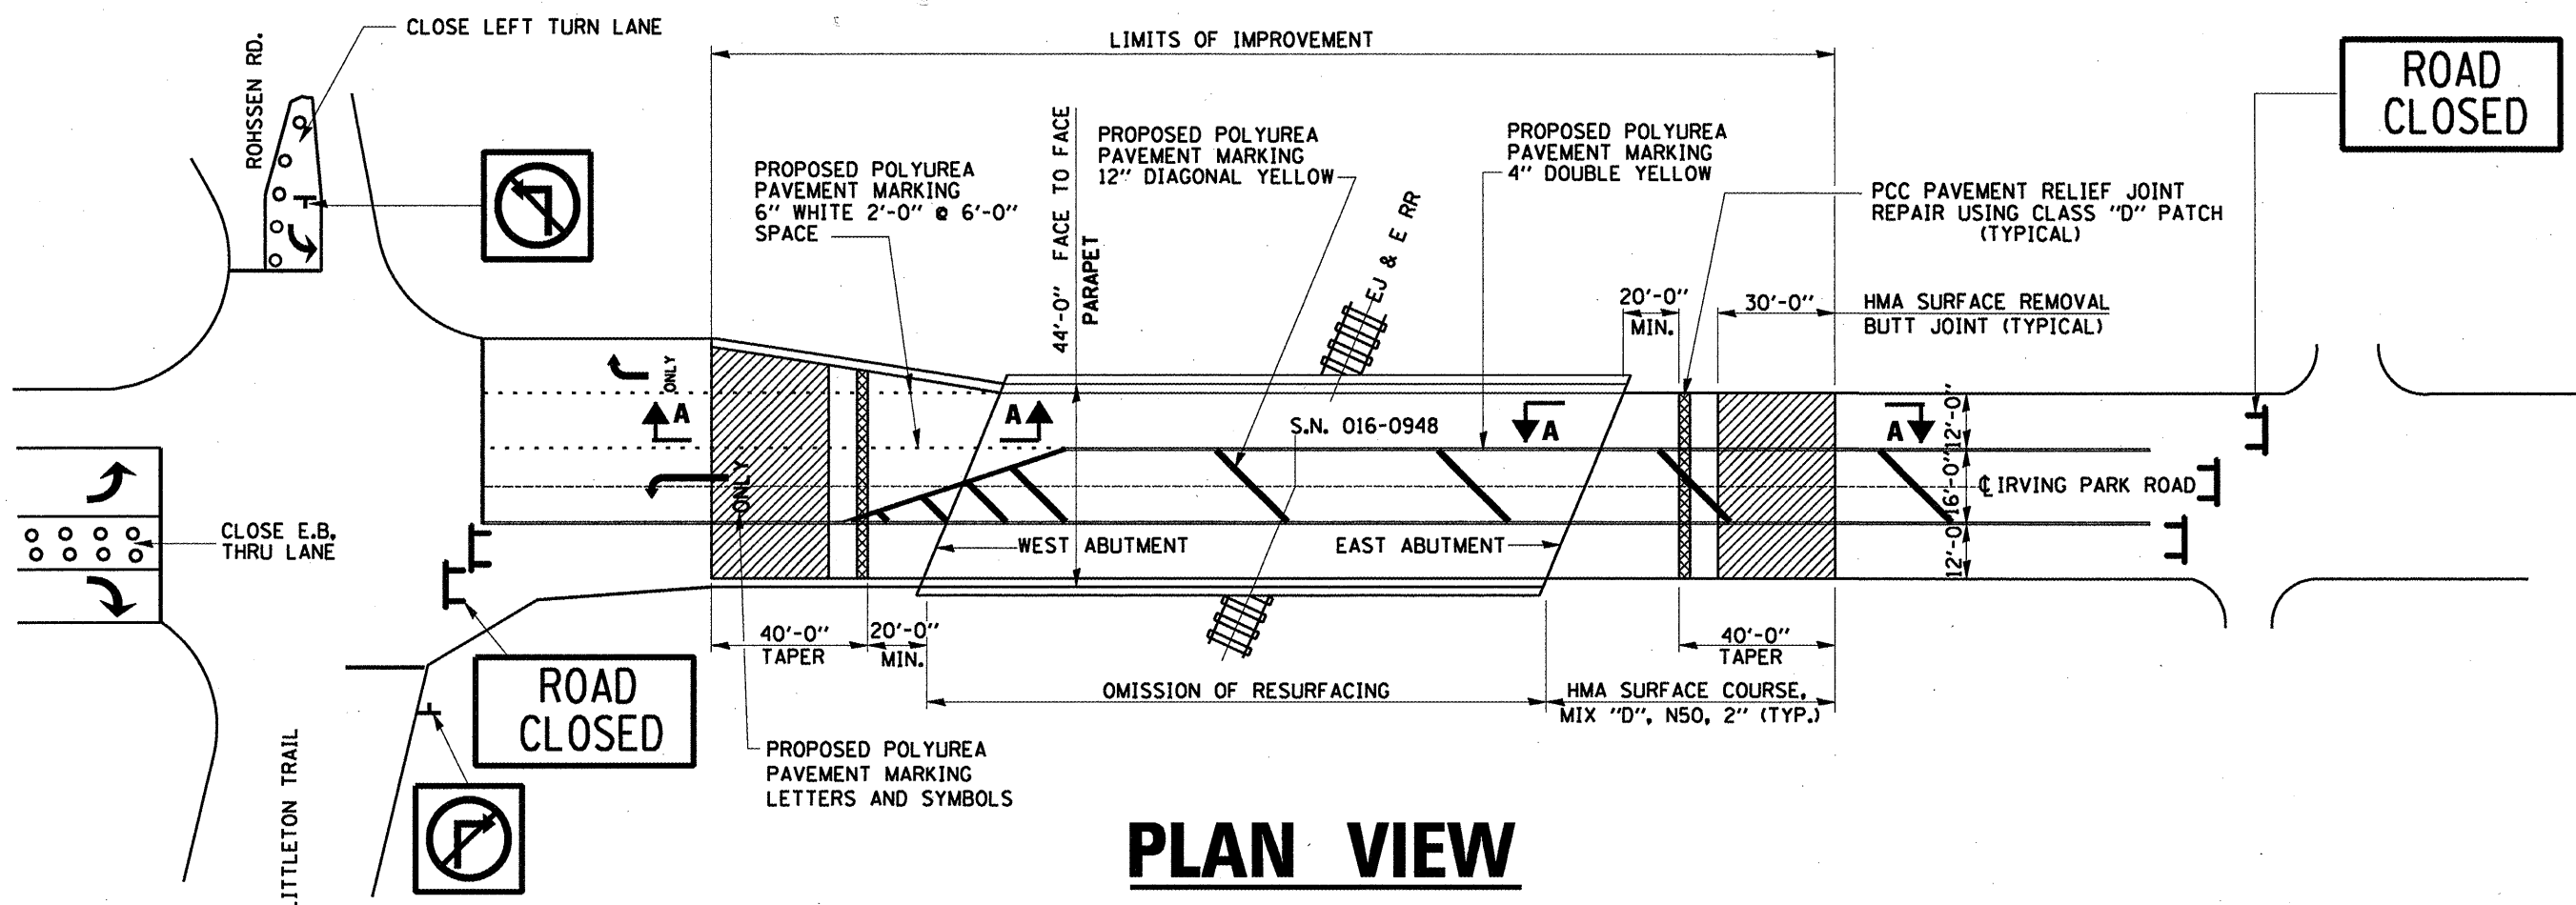 CLOSE LEFT TURN LANE
ROHSSEN RD.
LIMITS OF IMPROVEMENT
ROAD
CLOSED
44'-0" FACE TO FACE
PARAPET
PROPOSED POLYUREA
PAVEMENT MARKING
6" WHITE 2'-0" @ 6'-0"
SPACE
PROPOSED POLYUREA
PAVEMENT MARKING
12" DIAGONAL YELLOW
PROPOSED POLYUREA
PAVEMENT MARKING
4" DOUBLE YELLOW
EJ & E RR
PCC PAVEMENT RELIEF JOINT
REPAIR USING CLASS "D" PATCH
(TYPICAL)
20'-0"
MIN.
30'-0"
HMA SURFACE REMOVAL
BUTT JOINT (TYPICAL)
ONLY
A
A
S.N. 016-0948
A
A
12'-0"
ONLY
16'-0"
℄ IRVING PARK ROAD
12'-0"
CLOSE E.B.
THRU LANE
WEST ABUTMENT
EAST ABUTMENT
40'-0"
TAPER
20'-0"
MIN.
40'-0"
TAPER
ROAD
CLOSED
OMISSION OF RESURFACING
HMA SURFACE COURSE,
MIX "D", N50, 2" (TYP.)
LITTLETON TRAIL
PROPOSED POLYUREA
PAVEMENT MARKING
LETTERS AND SYMBOLS
PLAN VIEW